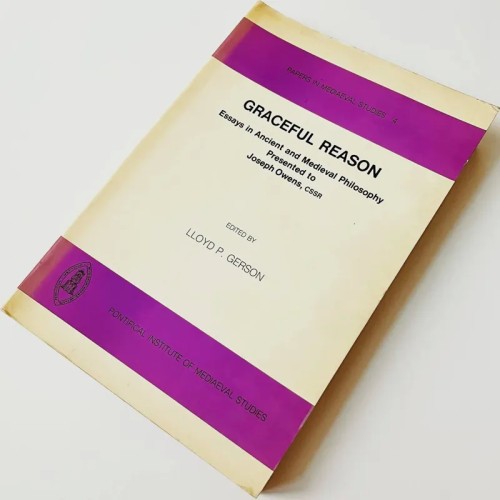 PAPERS IN MEDIAEVAL STUDIES 4
GRACEFUL REASON
Essays in Ancient and Medieval Philosophy
Presented to
Joseph Owens, CSSR
EDITED BY
LLOYD P. GERSON
PONTIFICAL INSTITUTE OF MEDIAEVAL STUDIES